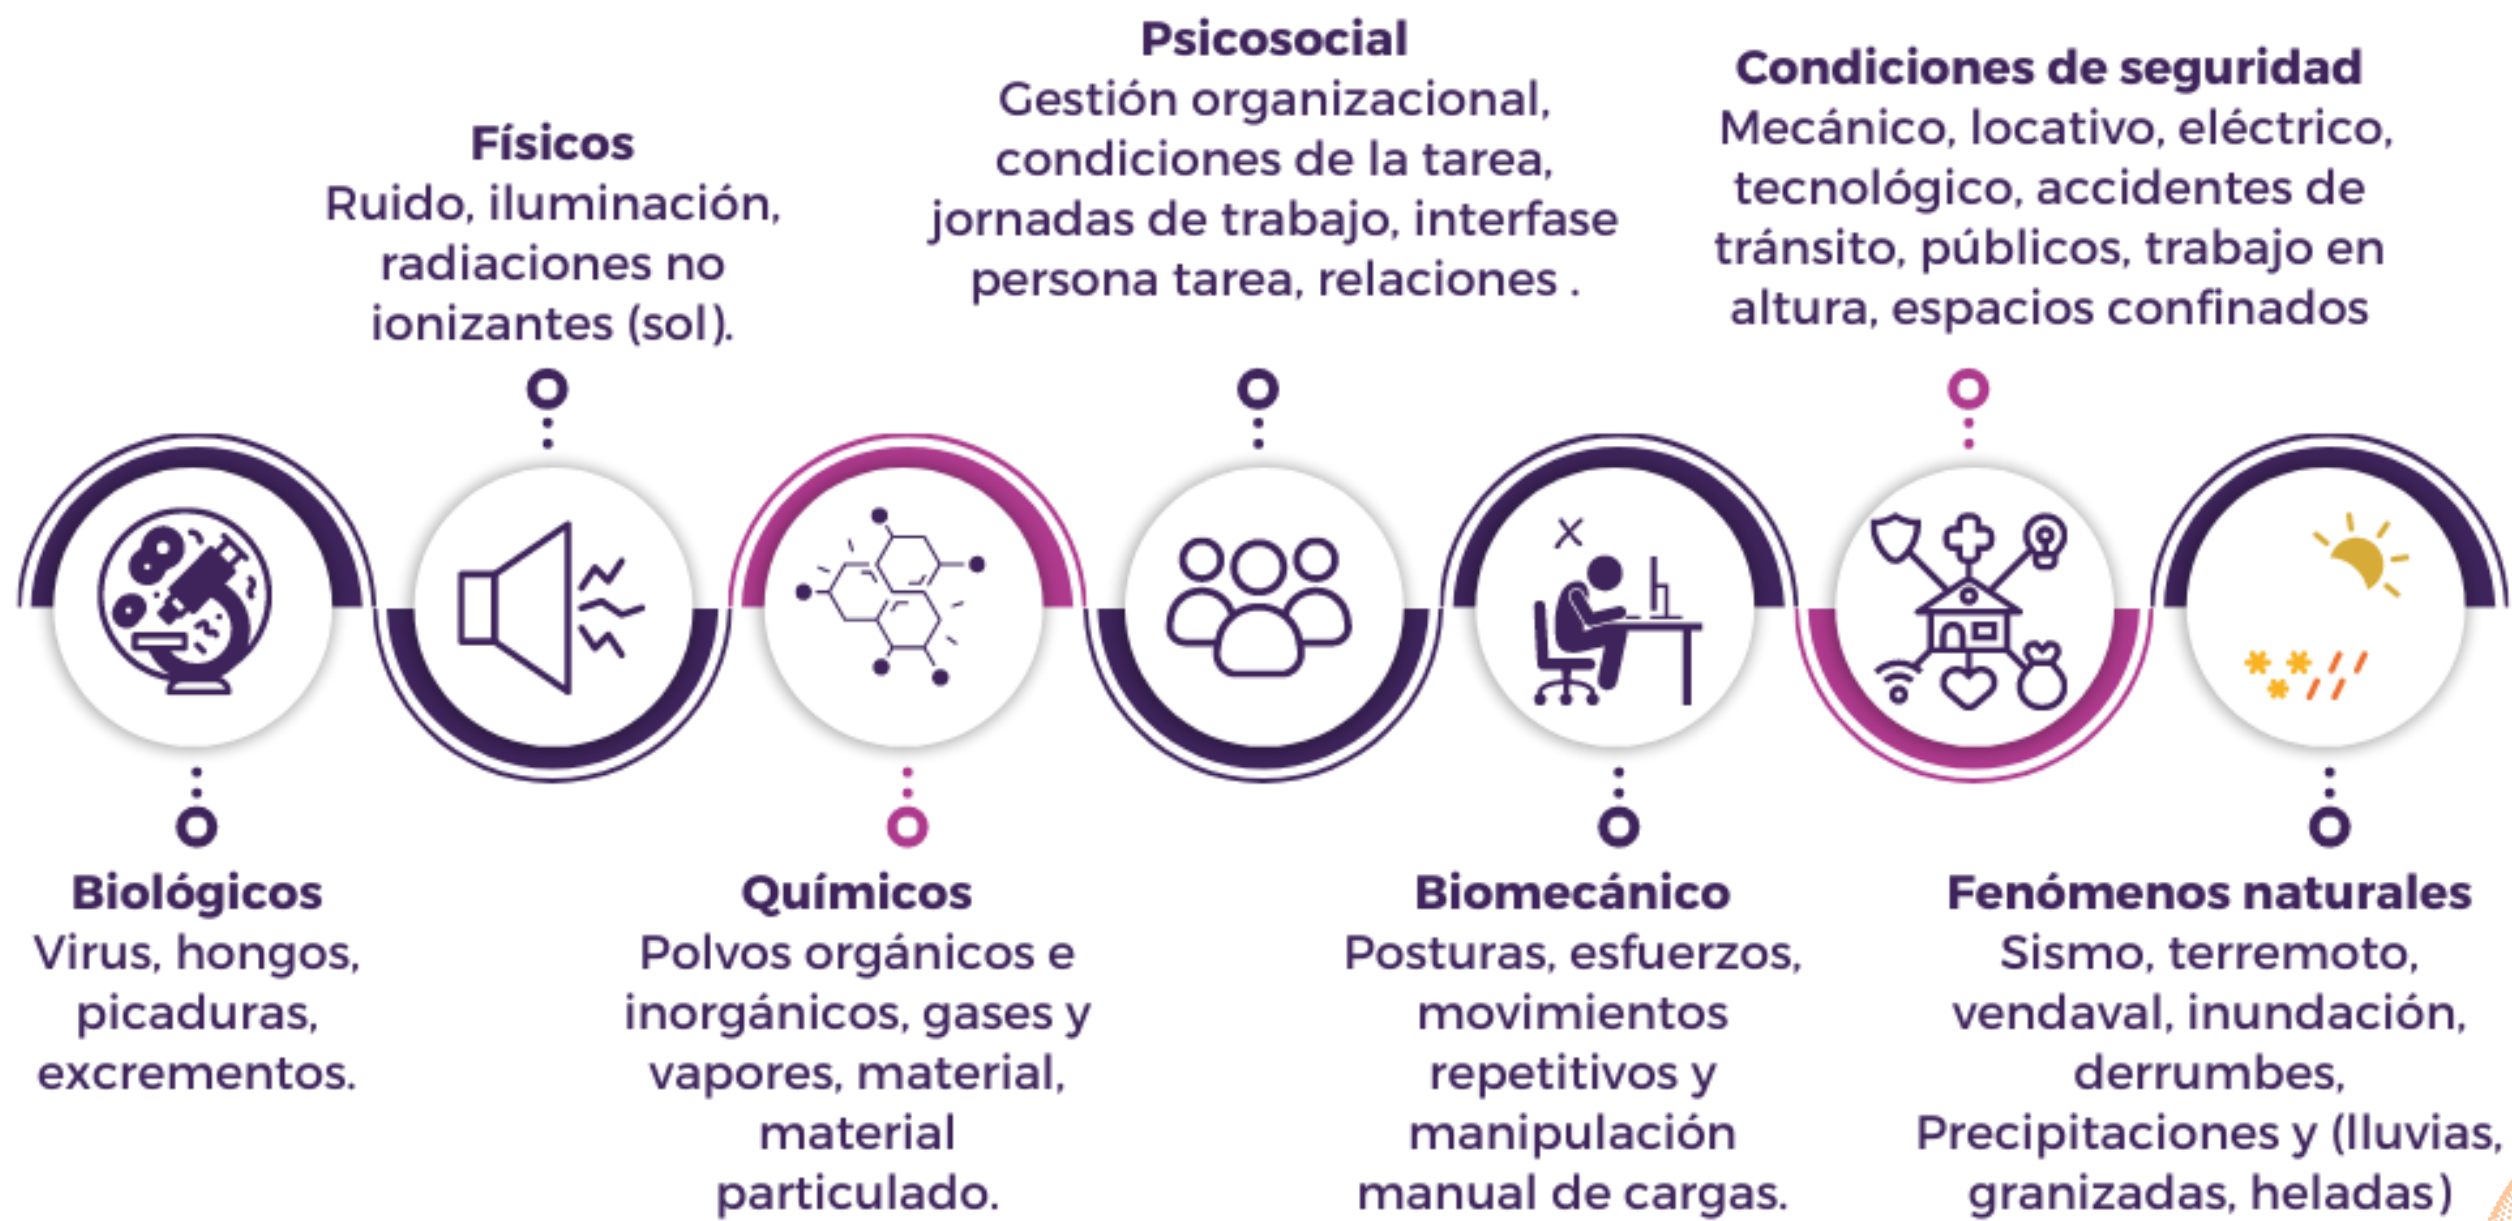 Psicosocial
Gestión organizacional,
condiciones de la tarea,
jornadas de trabajo, interfase
persona tarea, relaciones .
Condiciones de seguridad
Mecánico, locativo, eléctrico,
tecnológico, accidentes de
tránsito, públicos, trabajo en
altura, espacios confinados
Físicos
Ruido, iluminación,
radiaciones no
ionizantes (sol).
Biológicos
Virus, hongos,
picaduras,
excrementos.
Químicos
Polvos orgánicos e
inorgánicos, gases y
vapores, material,
material
particulado.
Biomecánico
Posturas, esfuerzos,
movimientos
repetitivos y
manipulación
manual de cargas.
Fenómenos naturales
Sismo, terremoto,
vendaval, inundación,
derrumbes,
Precipitaciones y (lluvias,
granizadas, heladas)